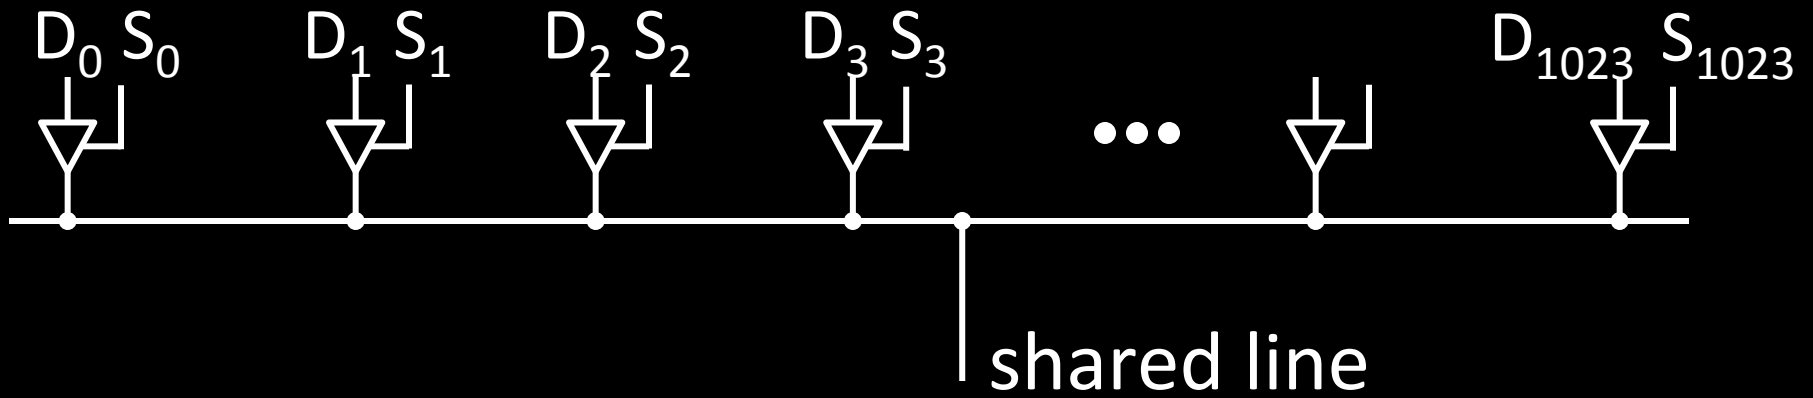 D₀ S₀ D₁ S₁ D₂ S₂ D₃ S₃ D₁₀₂₃ S₁₀₂₃
shared line